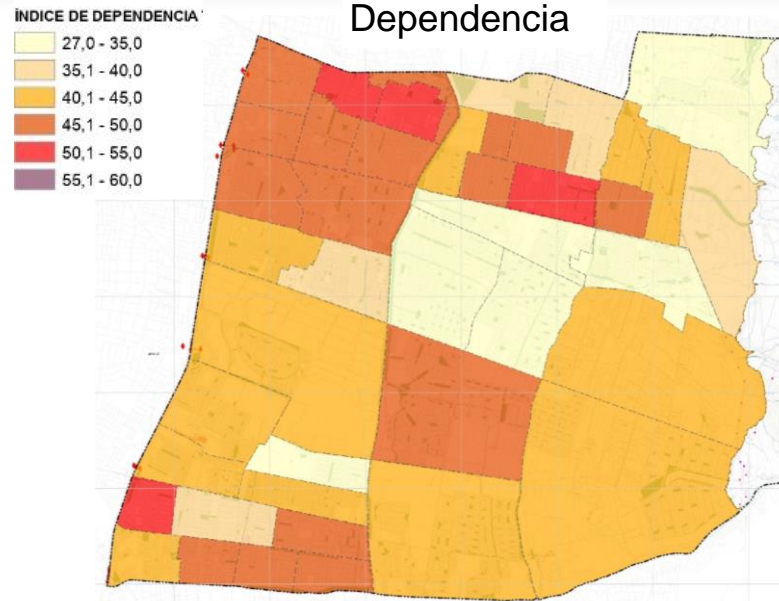 Dependencia
ÍNDICE DE DEPENDENCIA
27,0 - 35,0
35,1 - 40,0
40,1 - 45,0
45,1 - 50,0
50,1 - 55,0
55,1 - 60,0